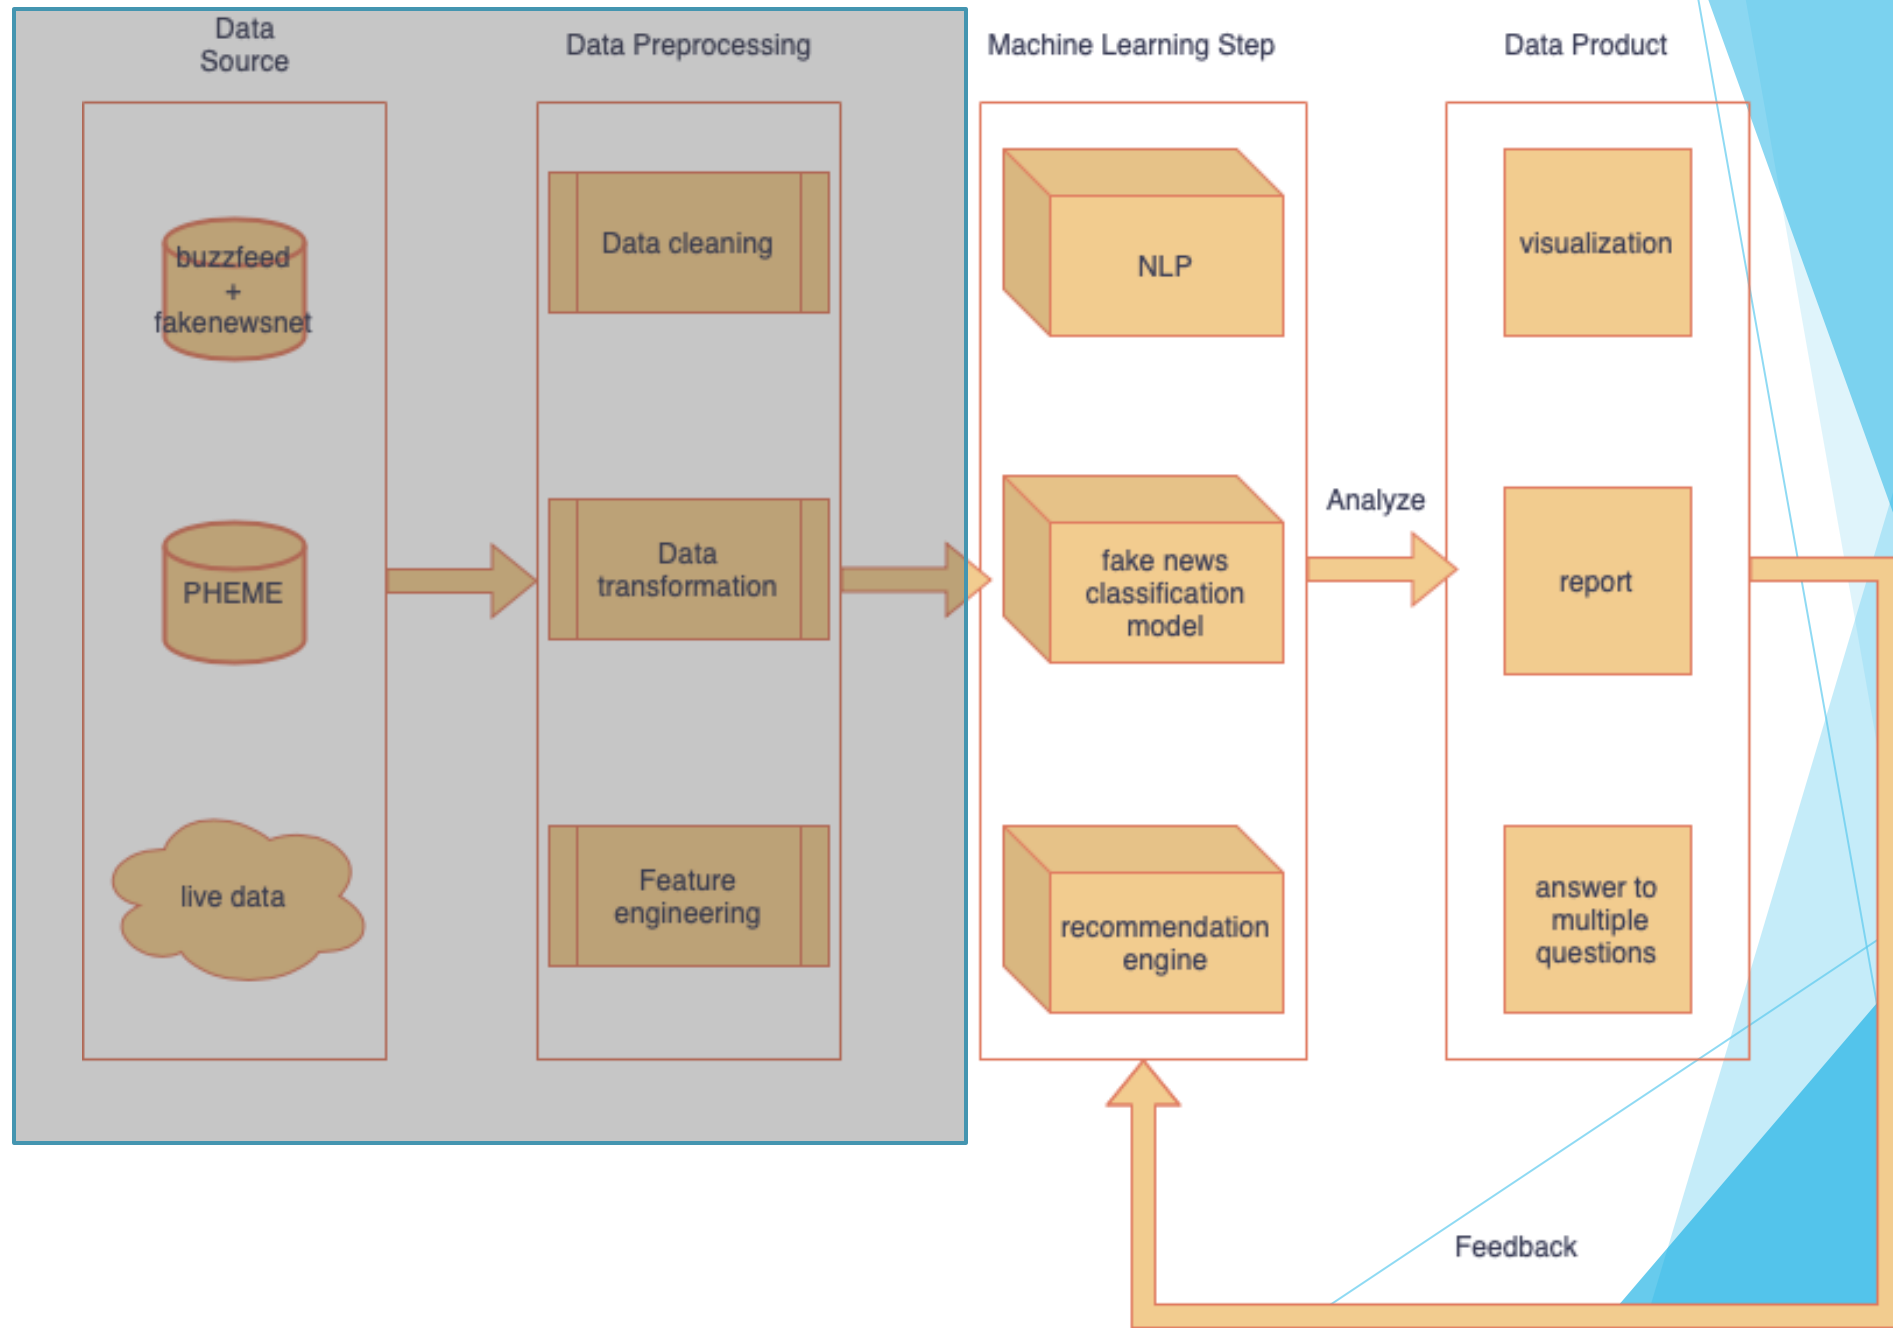 Data
Source
Data Preprocessing
Machine Learning Step
Data Product
buzzfeed
+
fakenewsnet
PHEME
live data
Data cleaning
Data
transformation
Feature
engineering
NLP
fake news
classification
model
recommendation
engine
Analyze
visualization
report
answer to
multiple
questions
Feedback